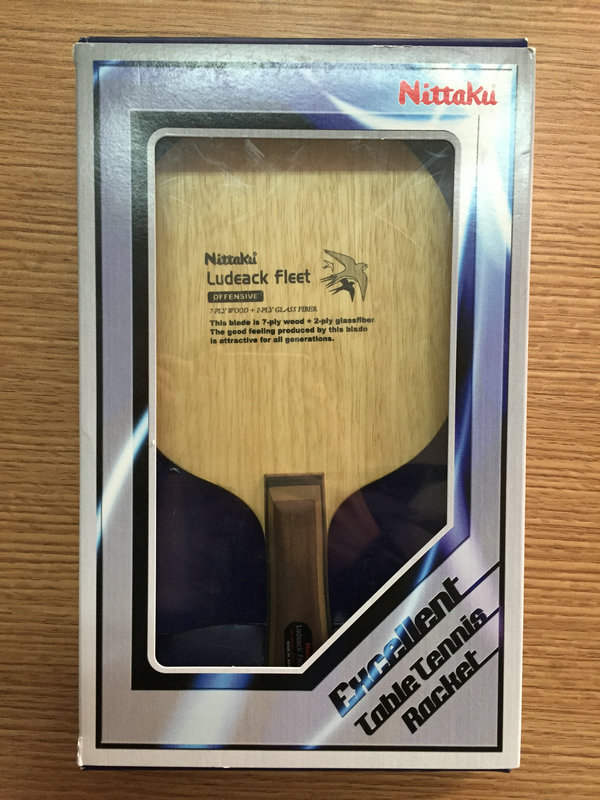 Nittaku
Nittaku
Ludeack fleet
OFFENSIVE
7-PLY WOOD + 2-PLY GLASS FIBER
This blade is 7-ply wood + 2-ply glassfiber.
The good feeling produced by this blade
is attractive for all generations.
Ludeack
Excellent
Table Tennis
Racket